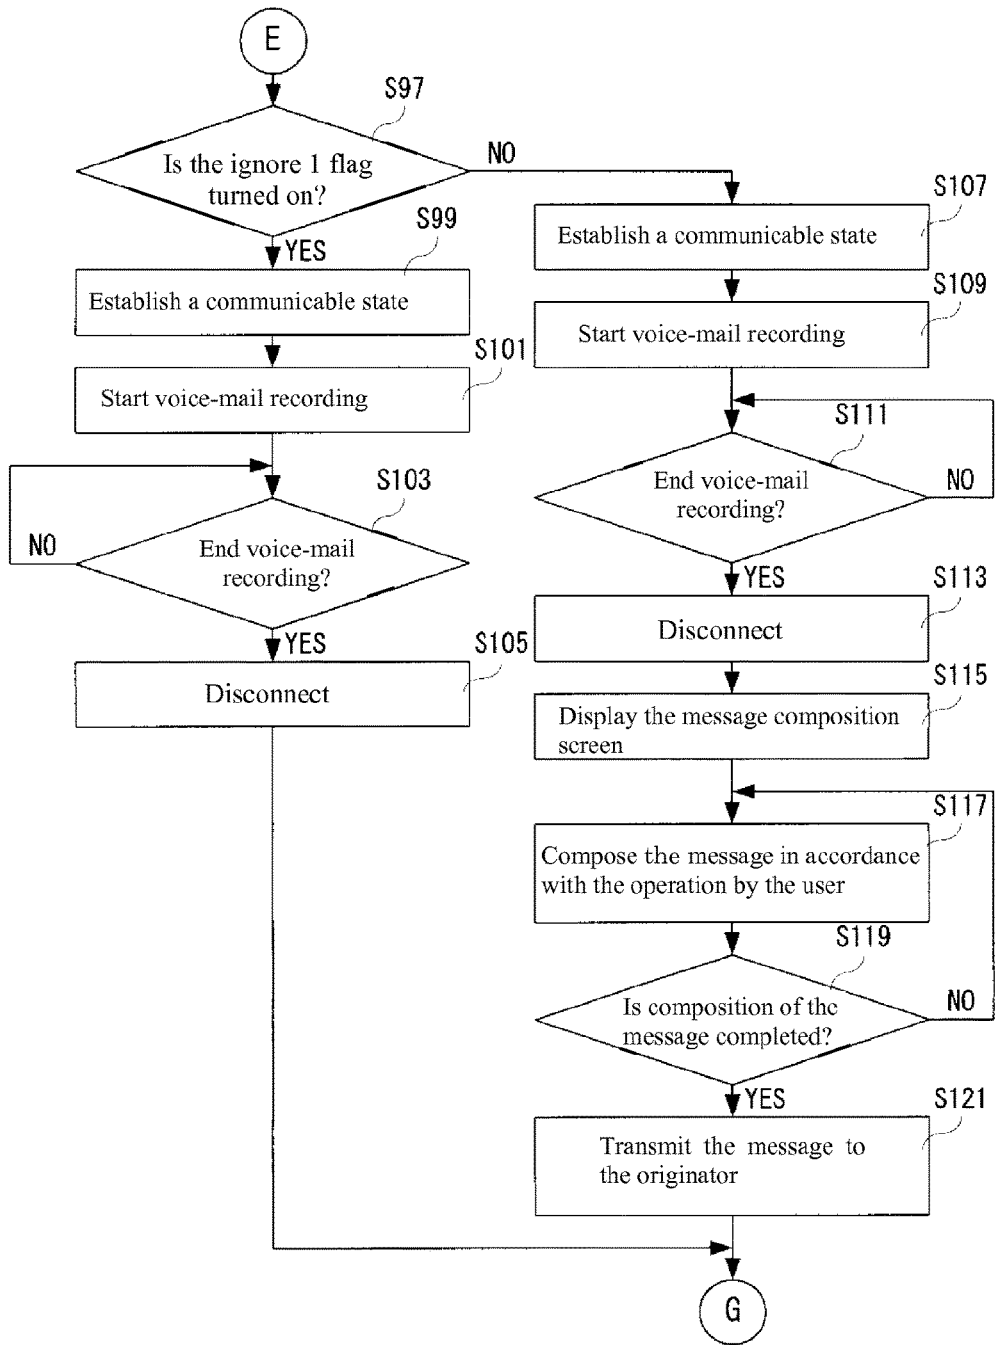 E
S97
Is the ignore 1 flag
turned on?
NO
YES
S99
Establish a communicable state
S101
Start voice-mail recording
S103
End voice-mail
recording?
NO
YES
S105
Disconnect
S107
Establish a communicable state
S109
Start voice-mail recording
S111
End voice-mail
recording?
NO
YES
S113
Disconnect
S115
Display the message composition
screen
S117
Compose the message in accordance
with the operation by the user
S119
Is composition of the
message completed?
NO
YES
S121
Transmit the message to
the originator
G